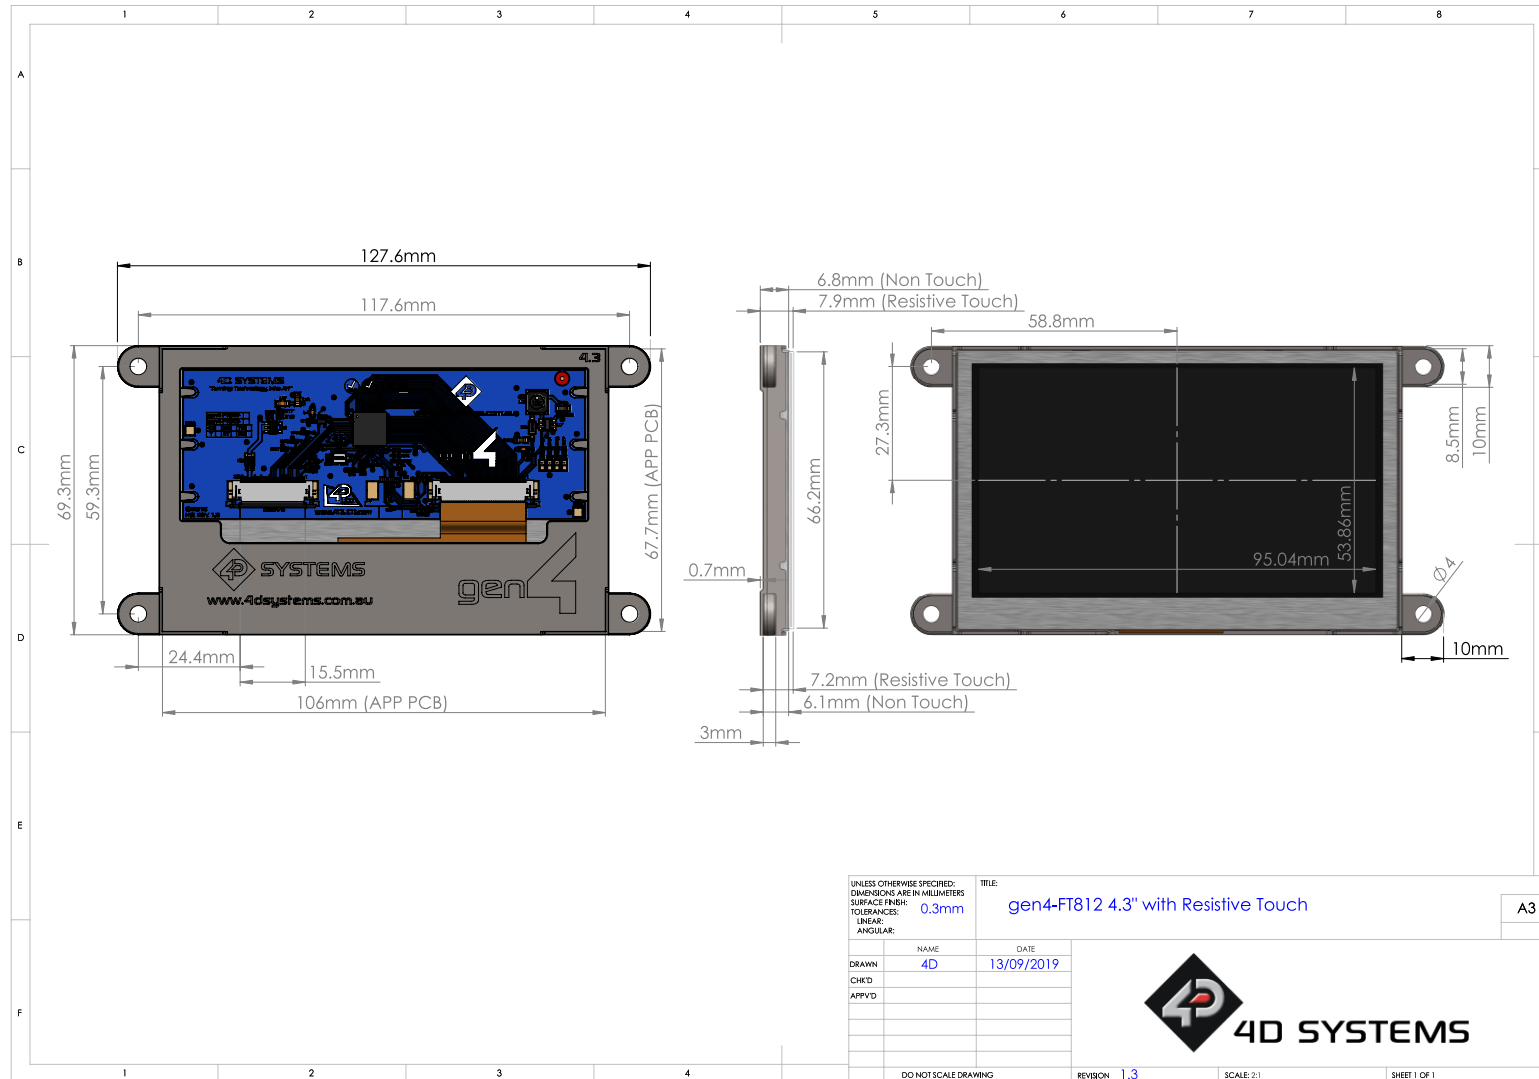 1 2 3 4 5 6 7 8
A
B
C
D
E
F
127.6mm
117.6mm
69.3mm
59.3mm
67.7mm (APP PCB)
4.3
4D SYSTEMS
"Turning Technology Into Art"
4D SYSTEMS
www.4dsystems.com.au
gen4
24.4mm
15.5mm
106mm (APP PCB)
6.8mm (Non Touch)
7.9mm (Resistive Touch)
66.2mm
0.7mm
7.2mm (Resistive Touch)
6.1mm (Non Touch)
3mm
58.8mm
27.3mm
8.5mm
10mm
53.86mm
95.04mm
Ø4
10mm
UNLESS OTHERWISE SPECIFIED:
DIMENSIONS ARE IN MILLIMETERS
SURFACE FINISH:
TOLERANCES: 0.3mm
LINEAR:
ANGULAR:
TITLE:
gen4-FT812 4.3" with Resistive Touch
A3
NAME DATE
DRAWN 4D 13/09/2019
CHK'D
APPV'D
4D SYSTEMS
DO NOT SCALE DRAWING
REVISION 1.3
SCALE: 2:1
SHEET 1 OF 1
1 2 3 4